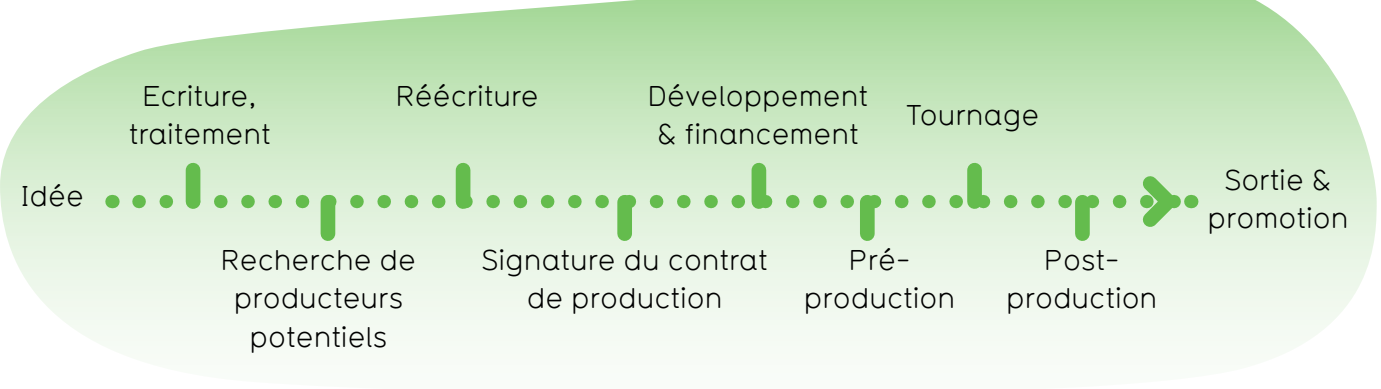 Idée
Ecriture,
traitement
Recherche de
producteurs
potentiels
Réécriture
Signature du contrat
de production
Développement
& financement
Pré-
production
Tournage
Post-
production
Sortie &
promotion